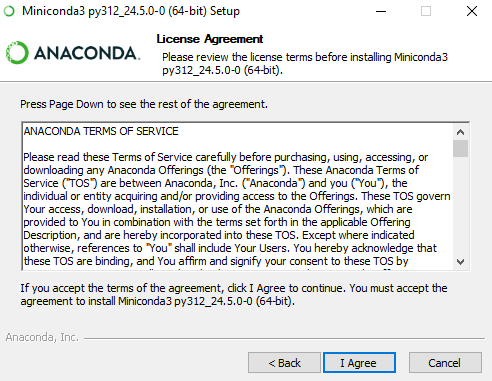 Miniconda3 py312_24.5.0-0 (64-bit) Setup
ANACONDA.
License Agreement
Please review the license terms before installing Miniconda3
py312_24.5.0-0 (64-bit).
Press Page Down to see the rest of the agreement.
ANACONDA TERMS OF SERVICE
Please read these Terms of Service carefully before purchasing, using, accessing, or
downloading any Anaconda Offerings (the "Offerings"). These Anaconda Terms of
Service ("TOS") are between Anaconda, Inc. ("Anaconda") and you ("You"), the
individual or entity acquiring and/or providing access to the Offerings. These TOS govern
Your access, download, installation, or use of the Anaconda Offerings, which are
provided to You in combination with the terms set forth in the applicable Offering
Description, and are hereby incorporated into these TOS. Except where indicated
otherwise, references to "You" shall include Your Users. You hereby acknowledge that
these TOS are binding, and You affirm and signify your consent to these TOS by
If you accept the terms of the agreement, click I Agree to continue. You must accept the
agreement to install Miniconda3 py312_24.5.0-0 (64-bit).
Anaconda, Inc.
< Back
I Agree
Cancel